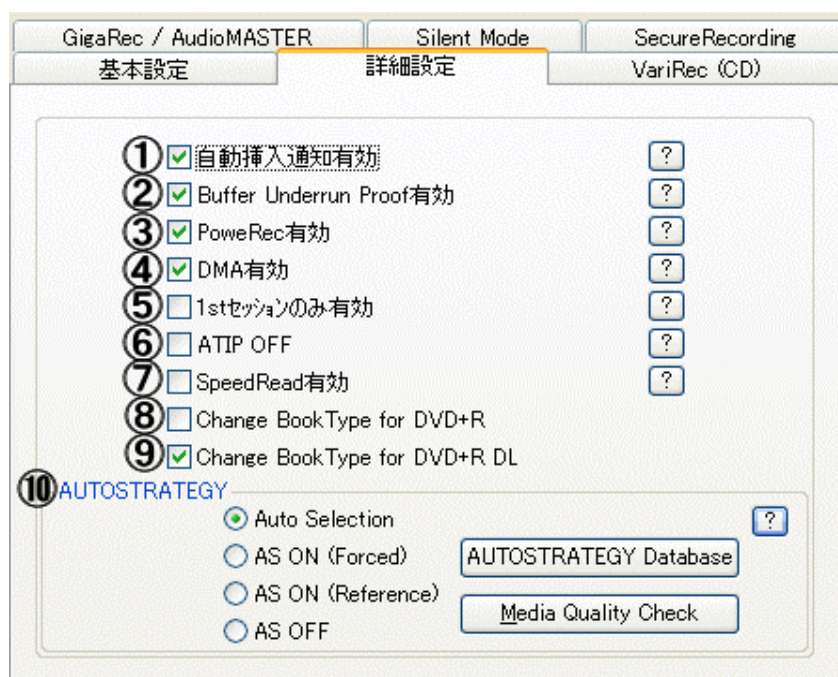 GigaRec / AudioMASTER Silent Mode SecureRecording
基本設定 詳細設定 VariRec (CD)
①自動挿入通知有効 ?
②Buffer Underrun Proof有効 ?
③PoweRec有効 ?
④DMA有効 ?
⑤1stｾｯｼｮﾝのみ有効 ?
⑥ATIP OFF ?
⑦SpeedRead有効 ?
⑧Change BookType for DVD+R
⑨Change BookType for DVD+R DL
⑩AUTOSTRATEGY
Auto Selection ?
AS ON (Forced) AUTOSTRATEGY Database
AS ON (Reference)
Media Quality Check
AS OFF